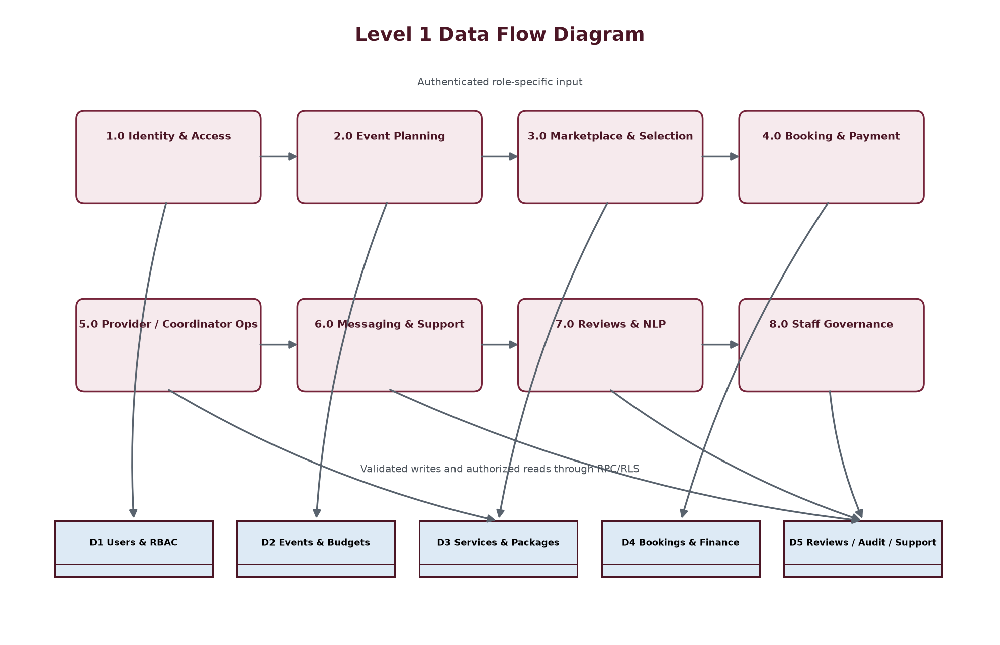 Level 1 Data Flow Diagram
Authenticated role-specific input
1.0 Identity & Access
2.0 Event Planning
3.0 Marketplace & Selection
4.0 Booking & Payment
5.0 Provider / Coordinator Ops
6.0 Messaging & Support
7.0 Reviews & NLP
8.0 Staff Governance
Validated writes and authorized reads through RPC/RLS
D1 Users & RBAC
D2 Events & Budgets
D3 Services & Packages
D4 Bookings & Finance
D5 Reviews / Audit / Support